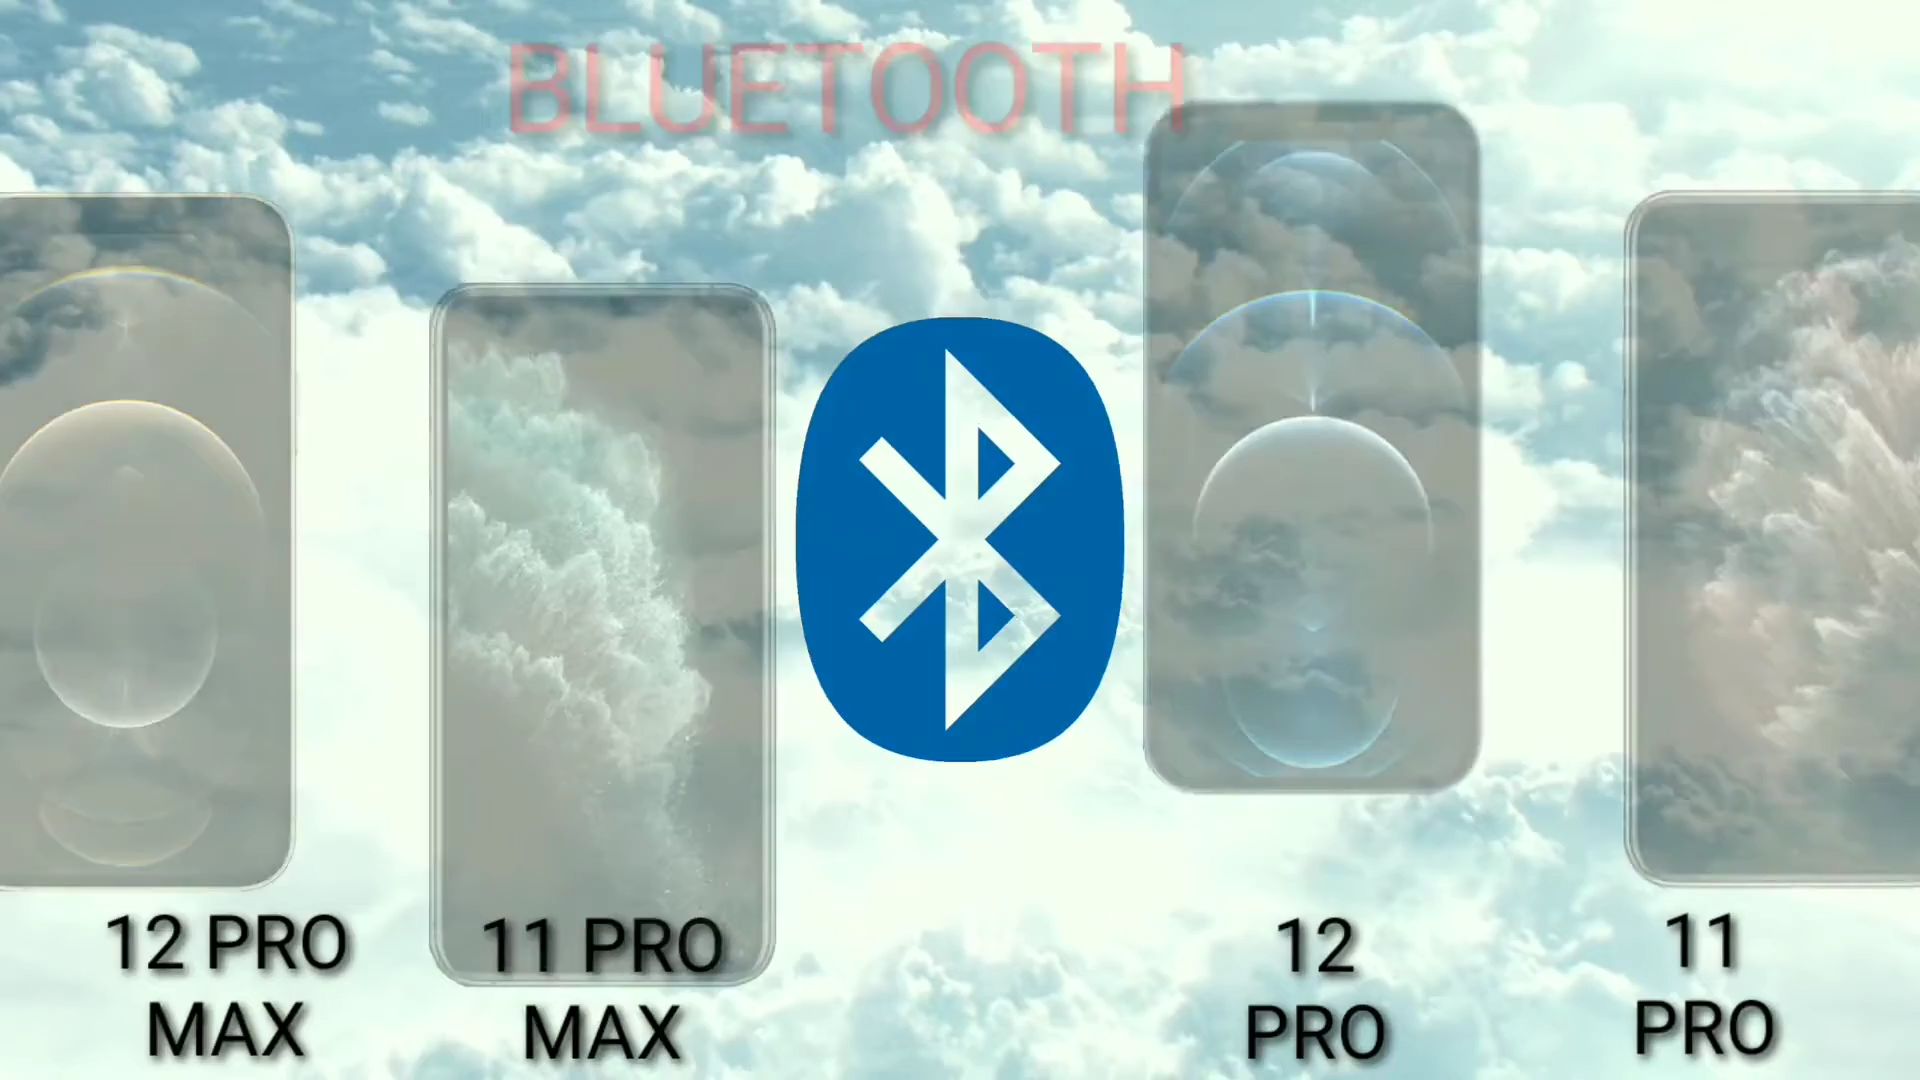 BLUETOOTH
12 PRO
MAX
11 PRO
MAX
12
PRO
11
PRO